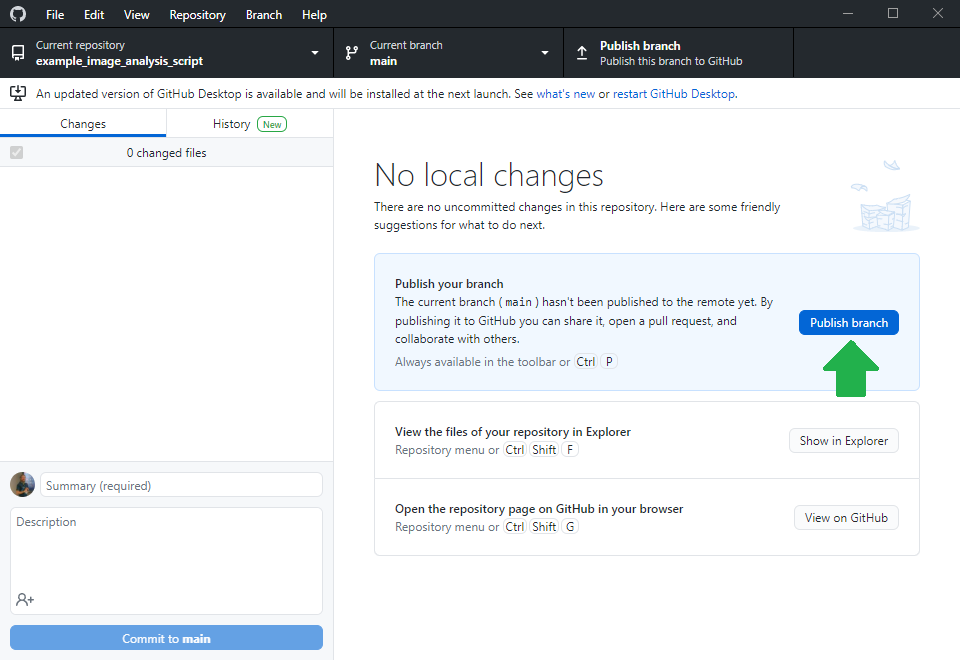 File Edit View Repository Branch Help
Current repository
example_image_analysis_script
Current branch
main
Publish branch
Publish this branch to GitHub
An updated version of GitHub Desktop is available and will be installed at the next launch. See what's new or restart GitHub Desktop.
Changes
History New
0 changed files
No local changes
There are no uncommitted changes in this repository. Here are some friendly
suggestions for what to do next.
Publish your branch
The current branch ( main ) hasn't been published to the remote yet. By
publishing it to GitHub you can share it, open a pull request, and
collaborate with others.
Always available in the toolbar or Ctrl P
Publish branch
View the files of your repository in Explorer
Repository menu or Ctrl Shift F
Show in Explorer
Open the repository page on GitHub in your browser
Repository menu or Ctrl Shift G
View on GitHub
Summary (required)
Description
Commit to main